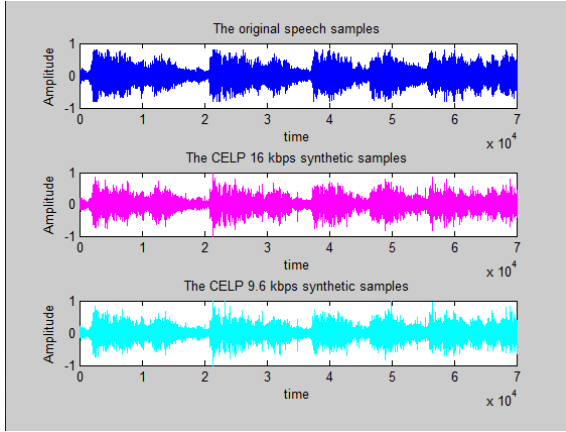 The original speech samples
1
0
-1
Amplitude
0 1 2 3 4 5 6 7
time
x 10^4
The CELP 16 kbps synthetic samples
1
0
-1
Amplitude
0 1 2 3 4 5 6 7
time
x 10^4
The CELP 9.6 kbps synthetic samples
1
0
-1
Amplitude
0 1 2 3 4 5 6 7
time
x 10^4